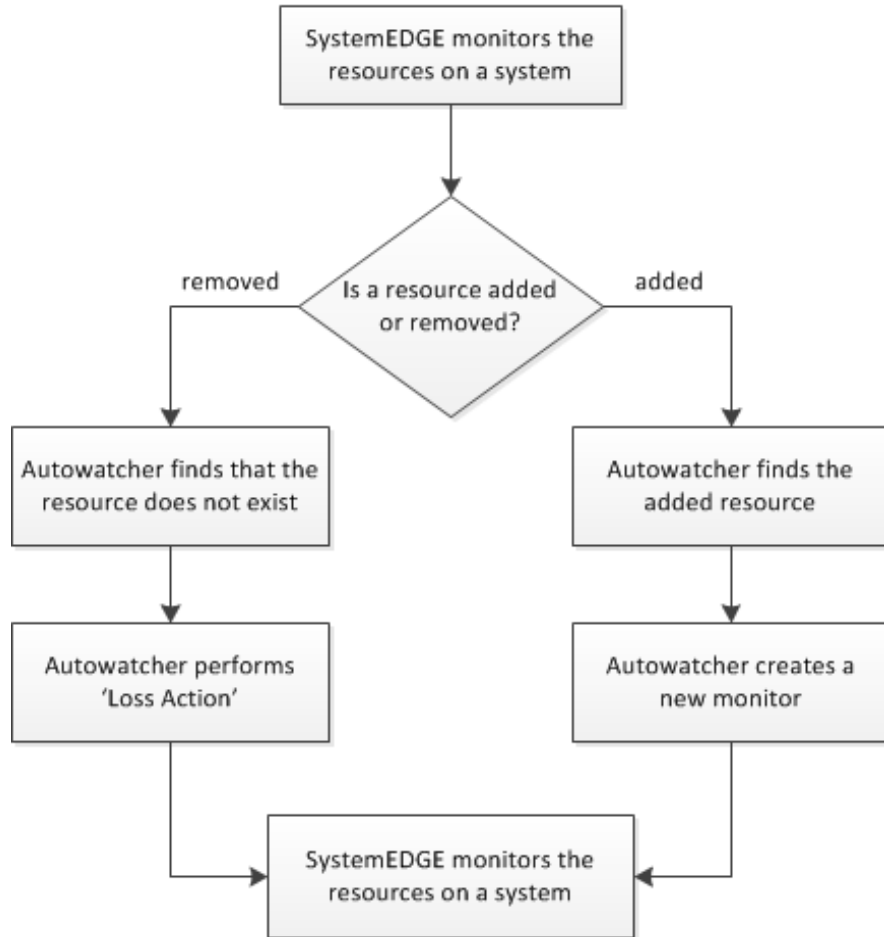 SystemEDGE monitors the
resources on a system
Is a resource added
or removed?
removed
added
Autowatcher finds that the
resource does not exist
Autowatcher finds the
added resource
Autowatcher performs
‘Loss Action’
Autowatcher creates a
new monitor
SystemEDGE monitors the
resources on a system